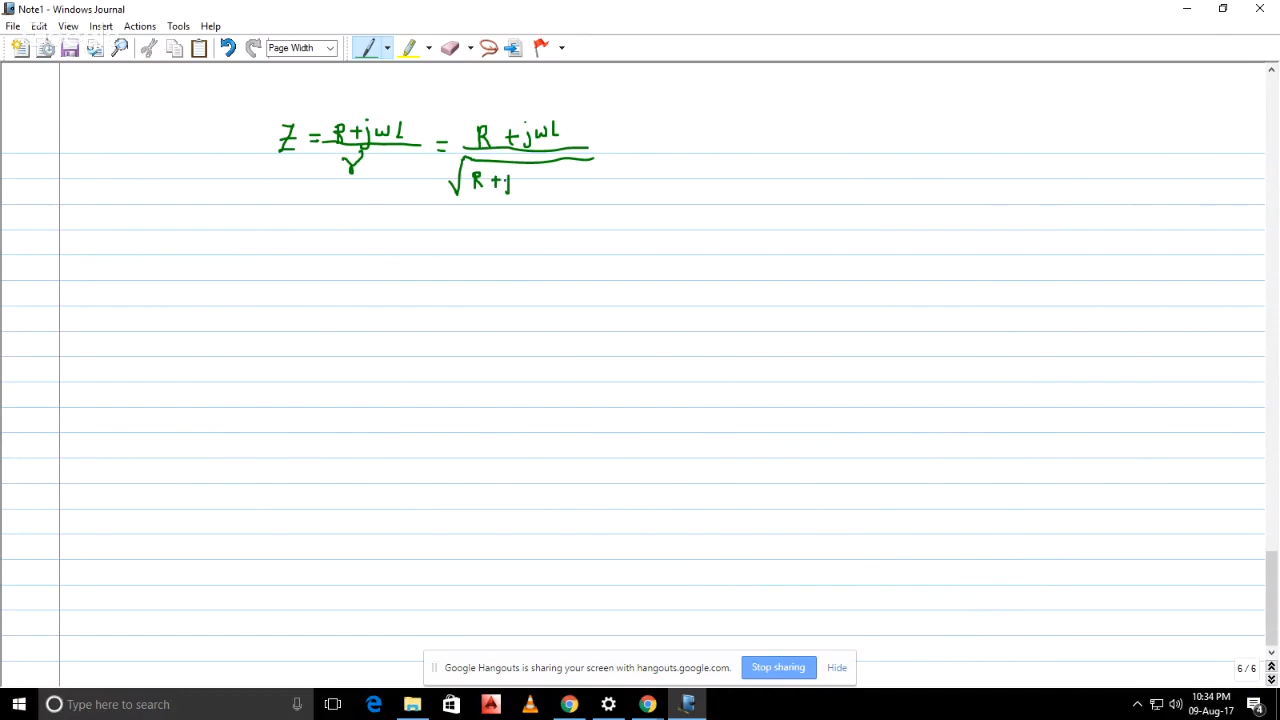 Note1 - Windows Journal
File Edit View Insert Actions Tools Help
Page Width
Z = R+jωL / γ = R +jωL / √ R +j
Google Hangouts is sharing your screen with hangouts.google.com. Stop sharing Hide
6 / 6
Type here to search
10:34 PM
09-Aug-17
4